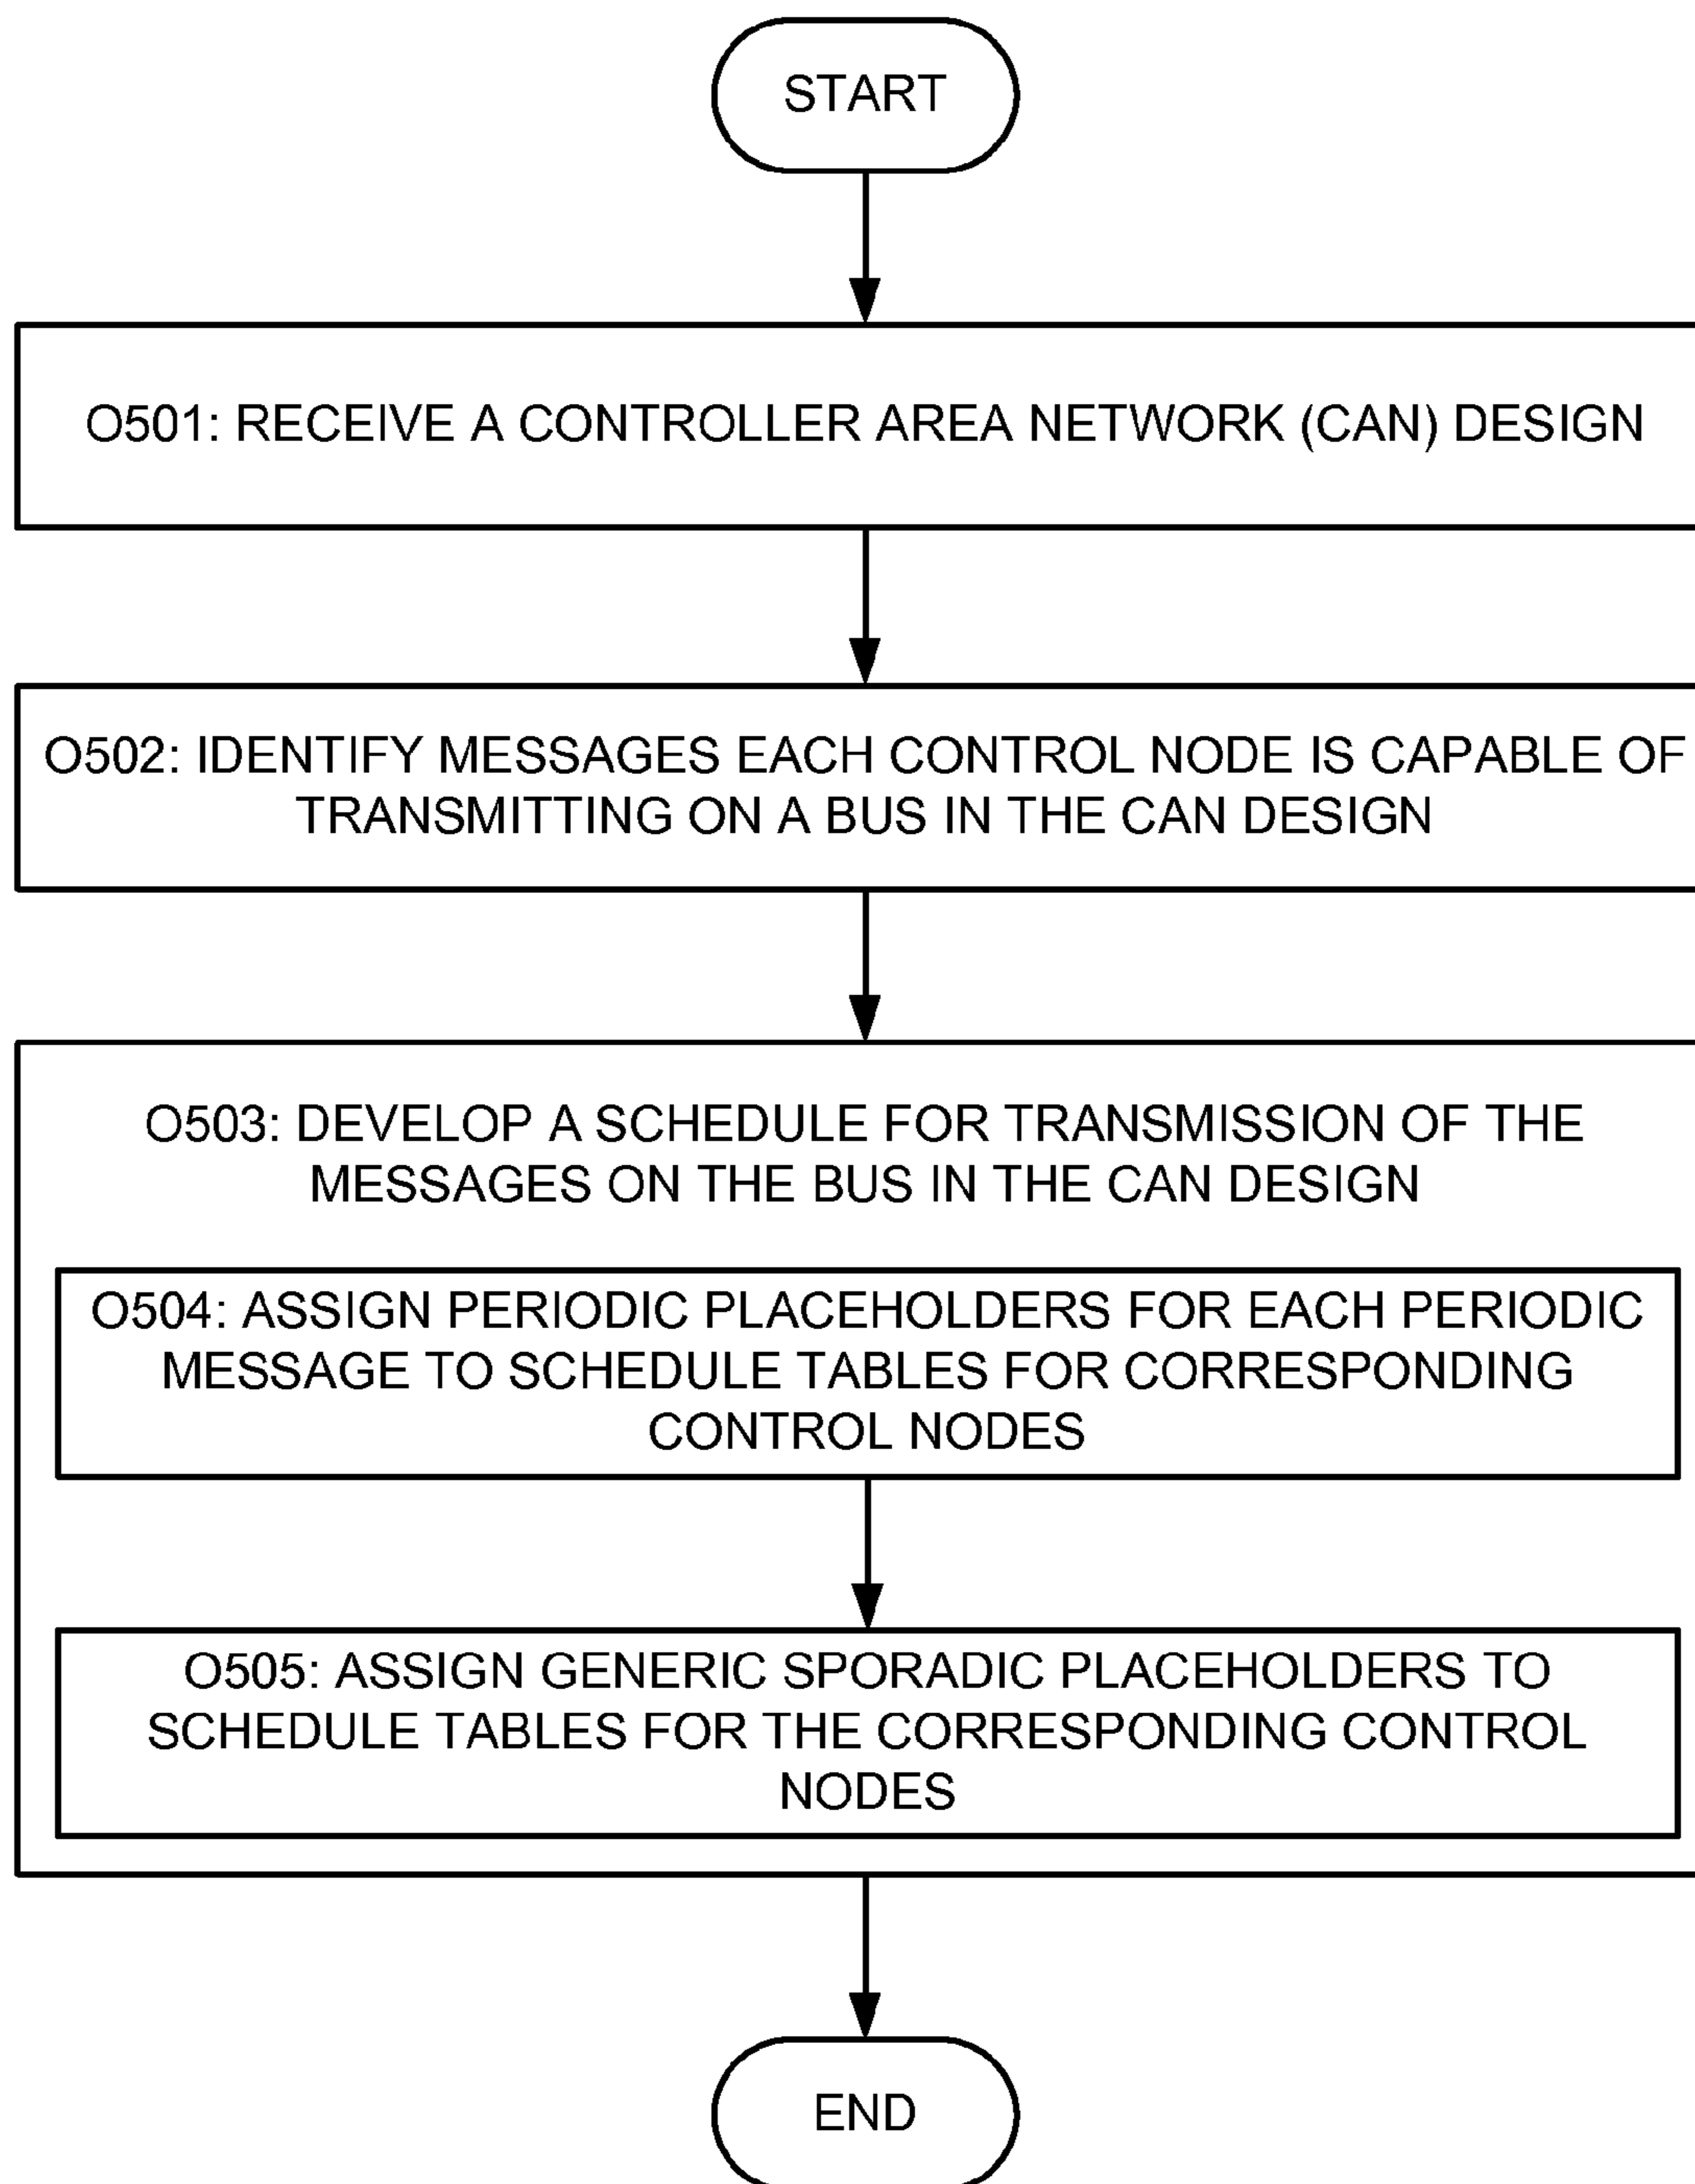 START
O501: RECEIVE A CONTROLLER AREA NETWORK (CAN) DESIGN
O502: IDENTIFY MESSAGES EACH CONTROL NODE IS CAPABLE OF
TRANSMITTING ON A BUS IN THE CAN DESIGN
O503: DEVELOP A SCHEDULE FOR TRANSMISSION OF THE
MESSAGES ON THE BUS IN THE CAN DESIGN
O504: ASSIGN PERIODIC PLACEHOLDERS FOR EACH PERIODIC
MESSAGE TO SCHEDULE TABLES FOR CORRESPONDING
CONTROL NODES
O505: ASSIGN GENERIC SPORADIC PLACEHOLDERS TO
SCHEDULE TABLES FOR THE CORRESPONDING CONTROL
NODES
END